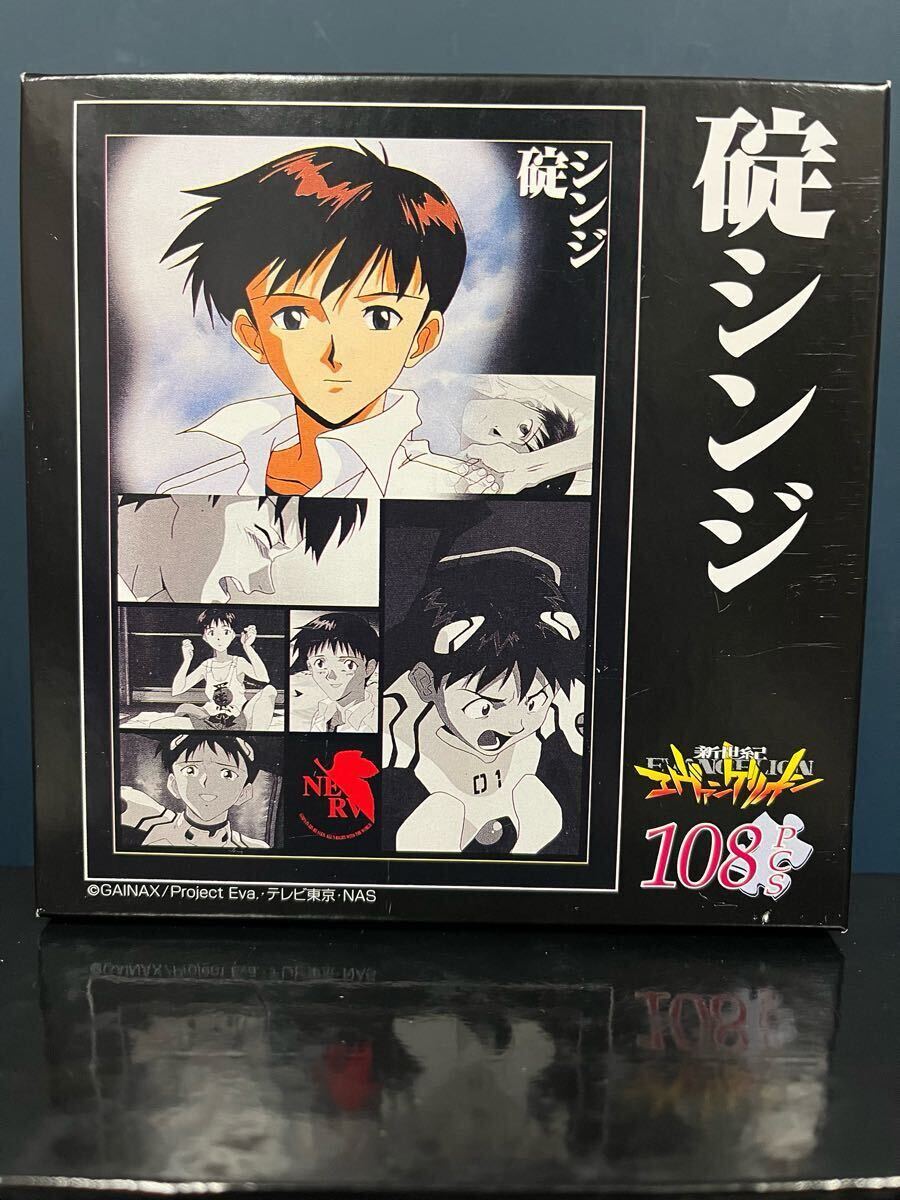 碇シンジ
碇
シンジ
01
NERV
新世紀
EVANGELION
エヴァンゲリオン
108
PCS
©GAINAX/Project Eva.・テレビ東京・NAS